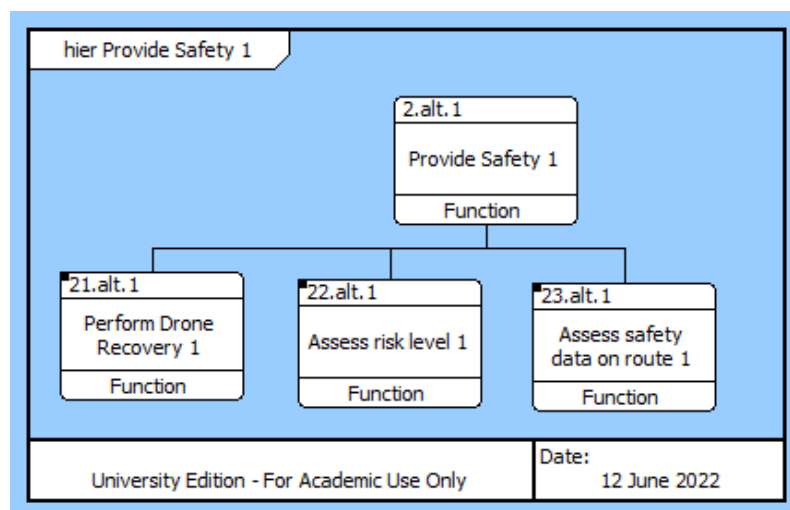 hier Provide Safety 1
2.alt.1
Provide Safety 1
Function
21.alt.1
Perform Drone
Recovery 1
Function
22.alt.1
Assess risk level 1
Function
23.alt.1
Assess safety
data on route 1
Function
University Edition - For Academic Use Only
Date:
12 June 2022